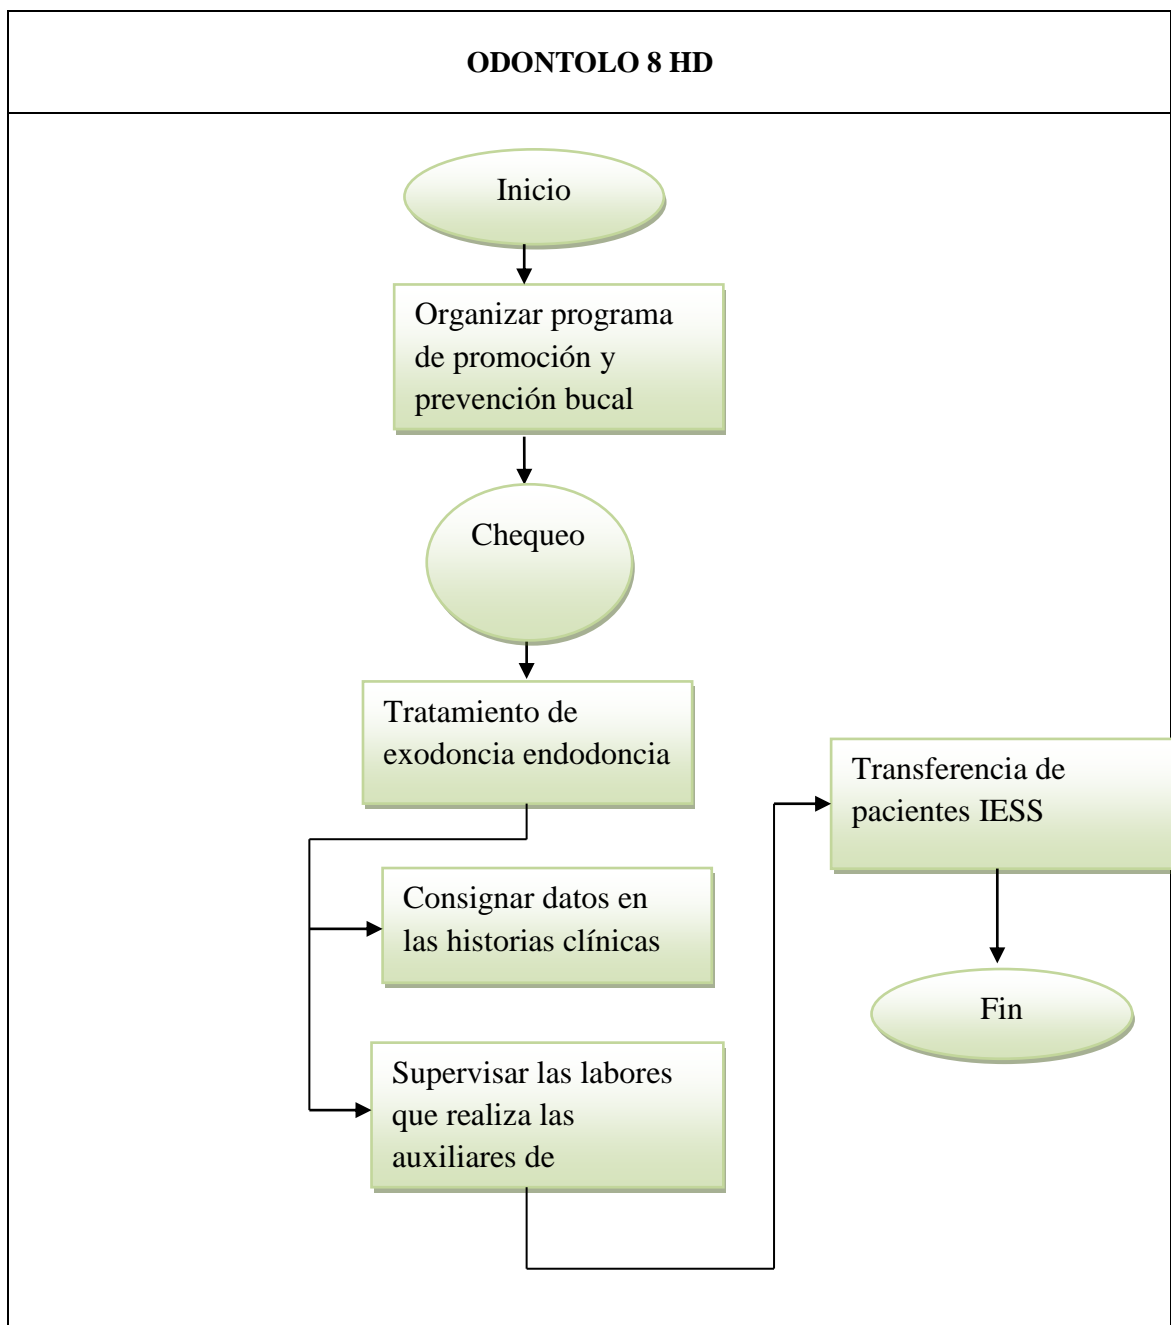 ODONTOLO 8 HD
Inicio
Organizar programa
de promoción y
prevención bucal
Chequeo
Tratamiento de
exodoncia endodoncia
Consignar datos en
las historias clínicas
Supervisar las labores
que realiza las
auxiliares de
Transferencia de
pacientes IESS
Fin